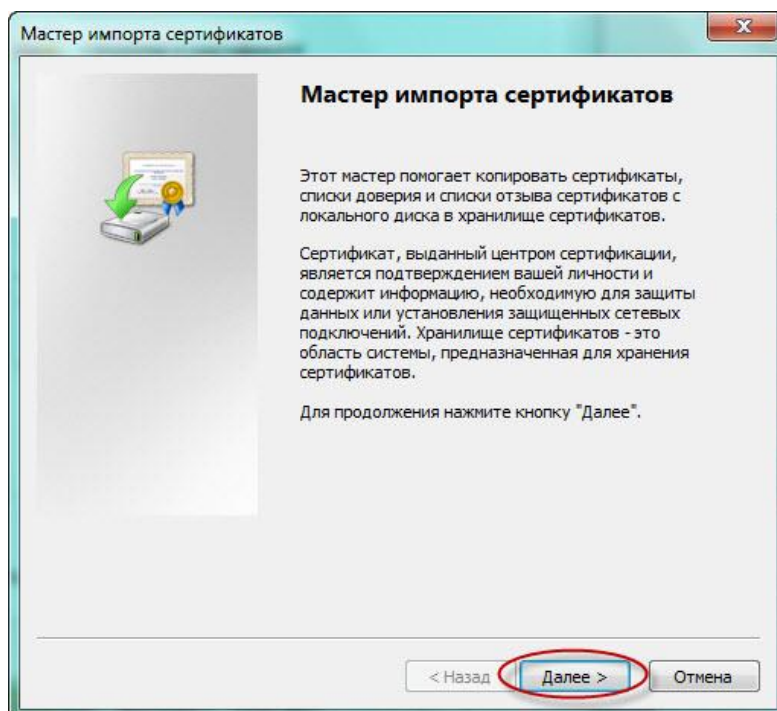 Мастер импорта сертификатов
Мастер импорта сертификатов
Этот мастер помогает копировать сертификаты,
списки доверия и списки отзыва сертификатов с
локального диска в хранилище сертификатов.
Сертификат, выданный центром сертификации,
является подтверждением вашей личности и
содержит информацию, необходимую для защиты
данных или установления защищенных сетевых
подключений. Хранилище сертификатов - это
область системы, предназначенная для хранения
сертификатов.
Для продолжения нажмите кнопку "Далее".
< Назад Далее > Отмена